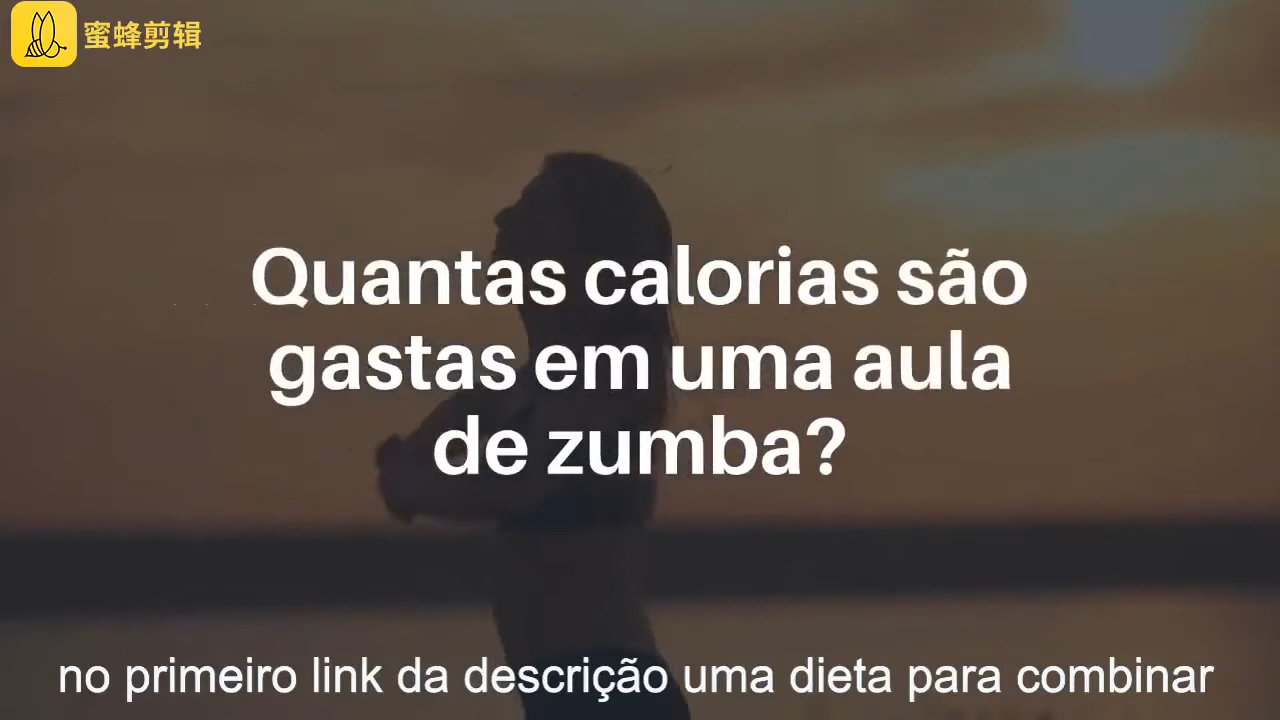 蜜蜂剪辑
Quantas calorias são
gastas em uma aula
de zumba?
no primeiro link da descrição uma dieta para combinar